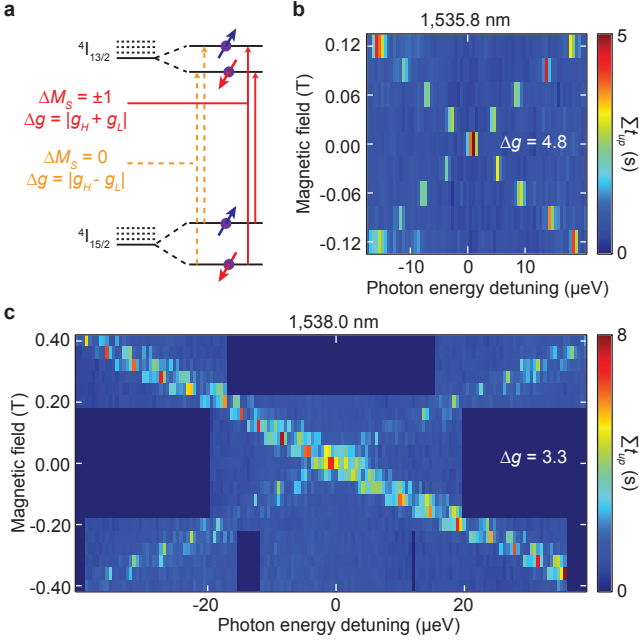 a
⁴I₁₃/₂
ΔM_S = ±1
Δg = |g_H + g_L|
ΔM_S = 0
Δg = |g_H - g_L|
⁴I₁₅/₂
b
1,535.8 nm
Magnetic field (T)
0.12
0.06
0.00
-0.06
-0.12
Δg = 4.8
-10
0
10
Photon energy detuning (µeV)
5
0
Σt_up (s)
c
1,538.0 nm
Magnetic field (T)
0.40
0.20
0.00
-0.20
-0.40
Δg = 3.3
-20
0
20
Photon energy detuning (µeV)
8
0
Σt_up (s)